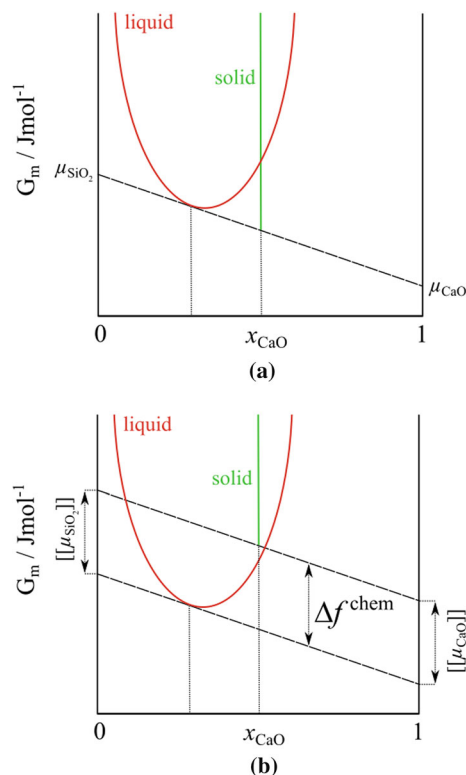 liquid
solid
G_m / Jmol⁻¹
μ_SiO₂
μ_CaO
0
x_CaO
1
(a)
liquid
solid
G_m / Jmol⁻¹
[[μ_SiO₂]]
Δf^chem
[[μ_CaO]]
0
x_CaO
1
(b)